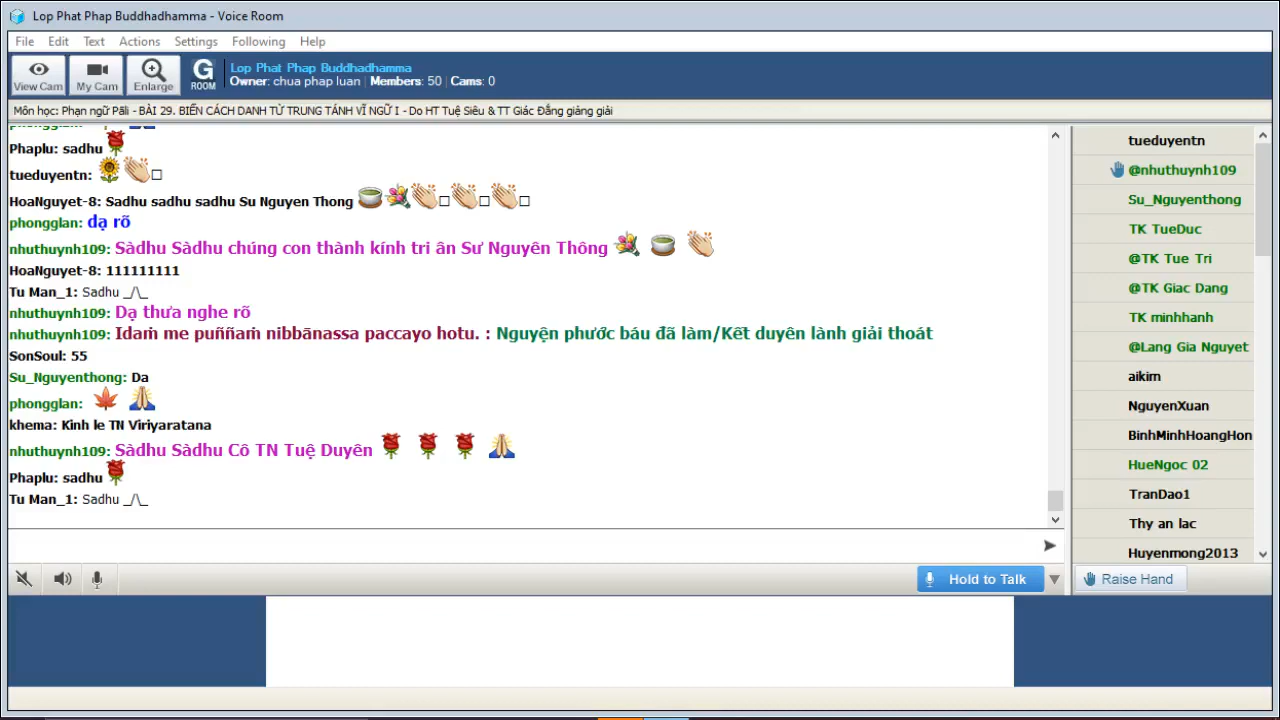 Lop Phat Phap Buddhadhamma - Voice Room
File Edit Text Actions Settings Following Help
View Cam My Cam Enlarge G ROOM
Lop Phat Phap Buddhadhamma
Owner: chua phap luan | Members: 50 | Cams: 0
Môn học: Phạn ngữ Pāli - BÀI 29. BIẾN CÁCH DANH TỪ TRUNG TÁNH VĨ NGỮ I - Do HT Tuệ Siêu & TT Giác Đẳng giảng giải
Phaplu: sadhu
tueduyentn:
HoaNguyet-8: Sadhu sadhu sadhu Su Nguyen Thong
phongglan: dạ rõ
nhuthuynh109: Sàdhu Sàdhu chúng con thành kính tri ân Sư Nguyên Thông
HoaNguyet-8: 111111111
Tu Man_1: Sadhu _/\_
nhuthuynh109: Dạ thưa nghe rõ
nhuthuynh109: Idaṁ me puññaṁ nibbānassa paccayo hotu. : Nguyện phước báu đã làm/Kết duyên lành giải thoát
SonSoul: 55
Su_Nguyenthong: Da
phongglan:
khema: Kinh le TN Viriyaratana
nhuthuynh109: Sàdhu Sàdhu Cô TN Tuệ Duyên
Phaplu: sadhu
Tu Man_1: Sadhu _/\_
tueduyentn
@nhuthuynh109
Su_Nguyenthong
TK TueDuc
@TK Tue Tri
@TK Giac Dang
TK minhhanh
@Lang Gia Nguyet
aikim
NguyenXuan
BinhMinhHoangHon
HueNgoc 02
TranDao1
Thy an lac
Huyenmong2013
Hold to Talk
Raise Hand